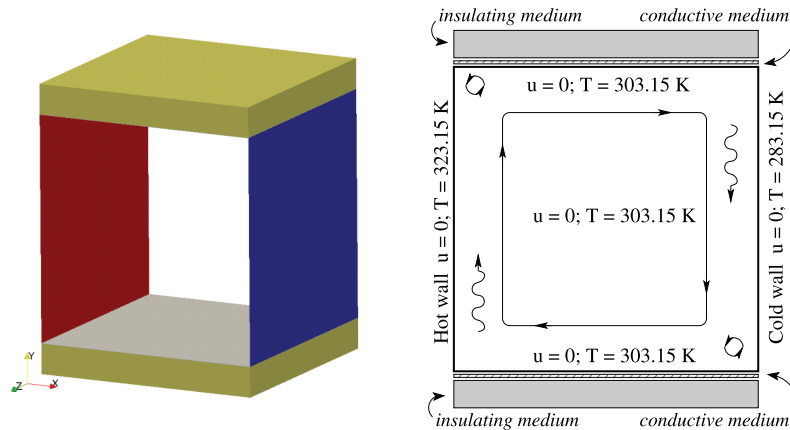 insulating medium
conductive medium
u = 0; T = 303.15 K
Hot wall u = 0; T = 323.15 K
u = 0; T = 303.15 K
Cold wall u = 0; T = 283.15 K
u = 0; T = 303.15 K
Y
Z
X
insulating medium
conductive medium